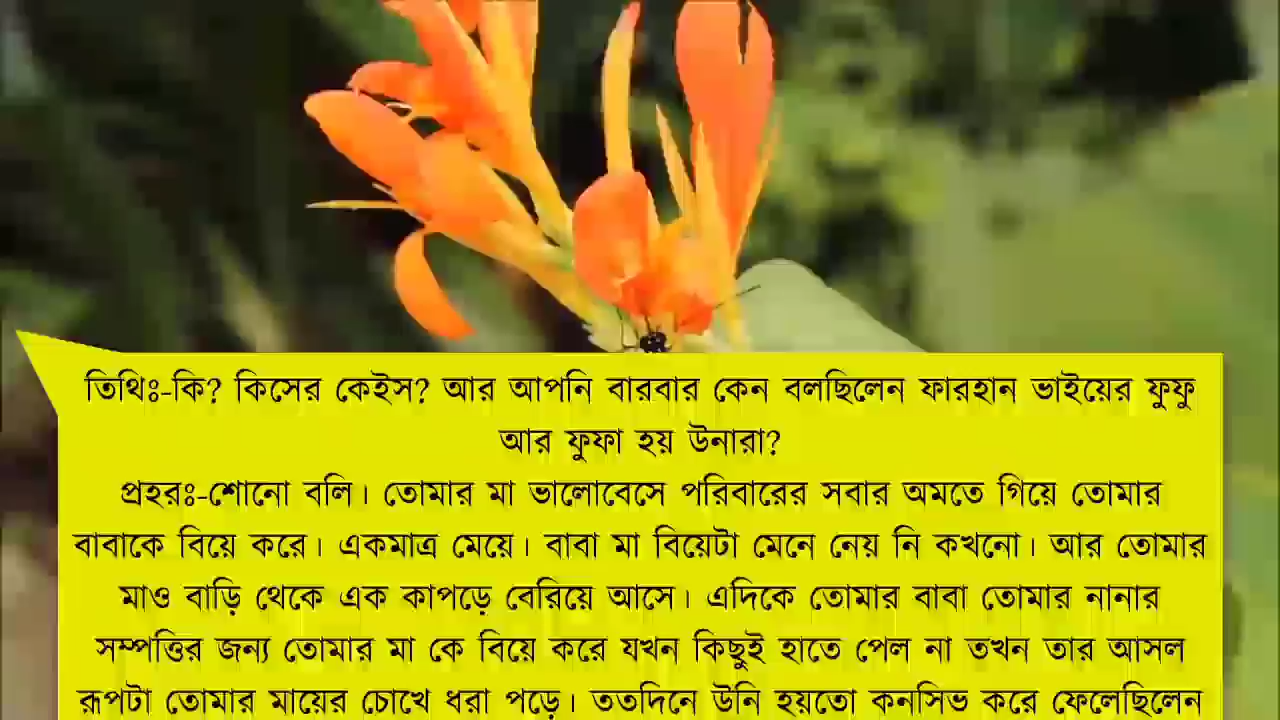 তিথিঃ-কি? কিসের কেইস? আর আপনি বারবার কেন বলছিলেন ফারহান ভাইয়ের ফুফু
আর ফুফা হয় উনারা?
প্রহরঃ-শোনো বলি। তোমার মা ভালোবেসে পরিবারের সবার অমতে গিয়ে তোমার
বাবাকে বিয়ে করে। একমাত্র মেয়ে। বাবা মা বিয়েটা মেনে নেয় নি কখনো। আর তোমার
মাও বাড়ি থেকে এক কাপড়ে বেরিয়ে আসে। এদিকে তোমার বাবা তোমার নানার
সম্পত্তির জন্য তোমার মা কে বিয়ে করে যখন কিছুই হাতে পেল না তখন তার আসল
রূপটা তোমার মায়ের চোখে ধরা পড়ে। ততদিনে উনি হয়তো কনসিভ করে ফেলেছিলেন